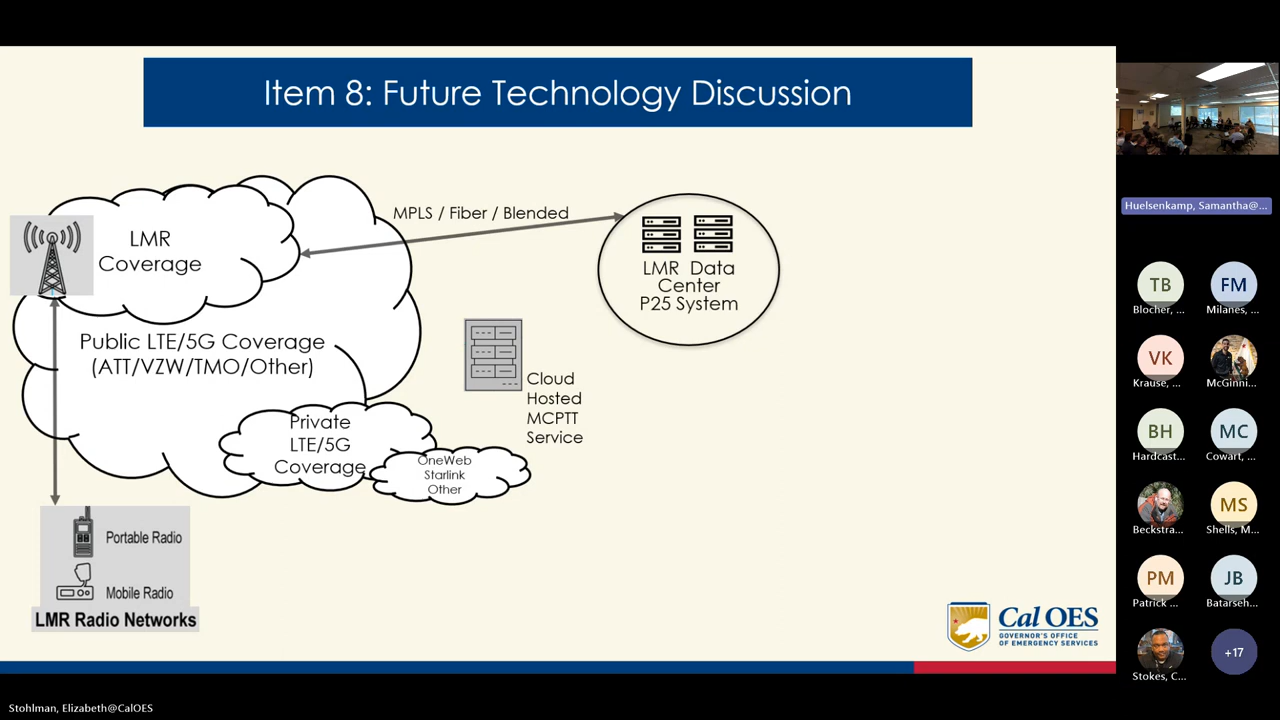 Item 8: Future Technology Discussion
MPLS / Fiber / Blended
LMR
Coverage
LMR Data
Center
P25 System
Public LTE/5G Coverage
(ATT/VZW/TMO/Other)
Cloud
Hosted
MCPTT
Service
Private
LTE/5G
Coverage
OneWeb
Starlink
Other
Portable Radio
Mobile Radio
LMR Radio Networks
Cal OES
GOVERNOR'S OFFICE
OF EMERGENCY SERVICES
Huelsenkamp, Samantha@...
TB
FM
Blocher, ...
Milanes, ...
VK
Krause, ...
McGinni...
BH
MC
Hardcast...
Cowart, ...
MS
Beckstra...
Shells, M...
PM
JB
Patrick ...
Batarseh...
+17
Stokes, C...
Stohlman, Elizabeth@CalOES